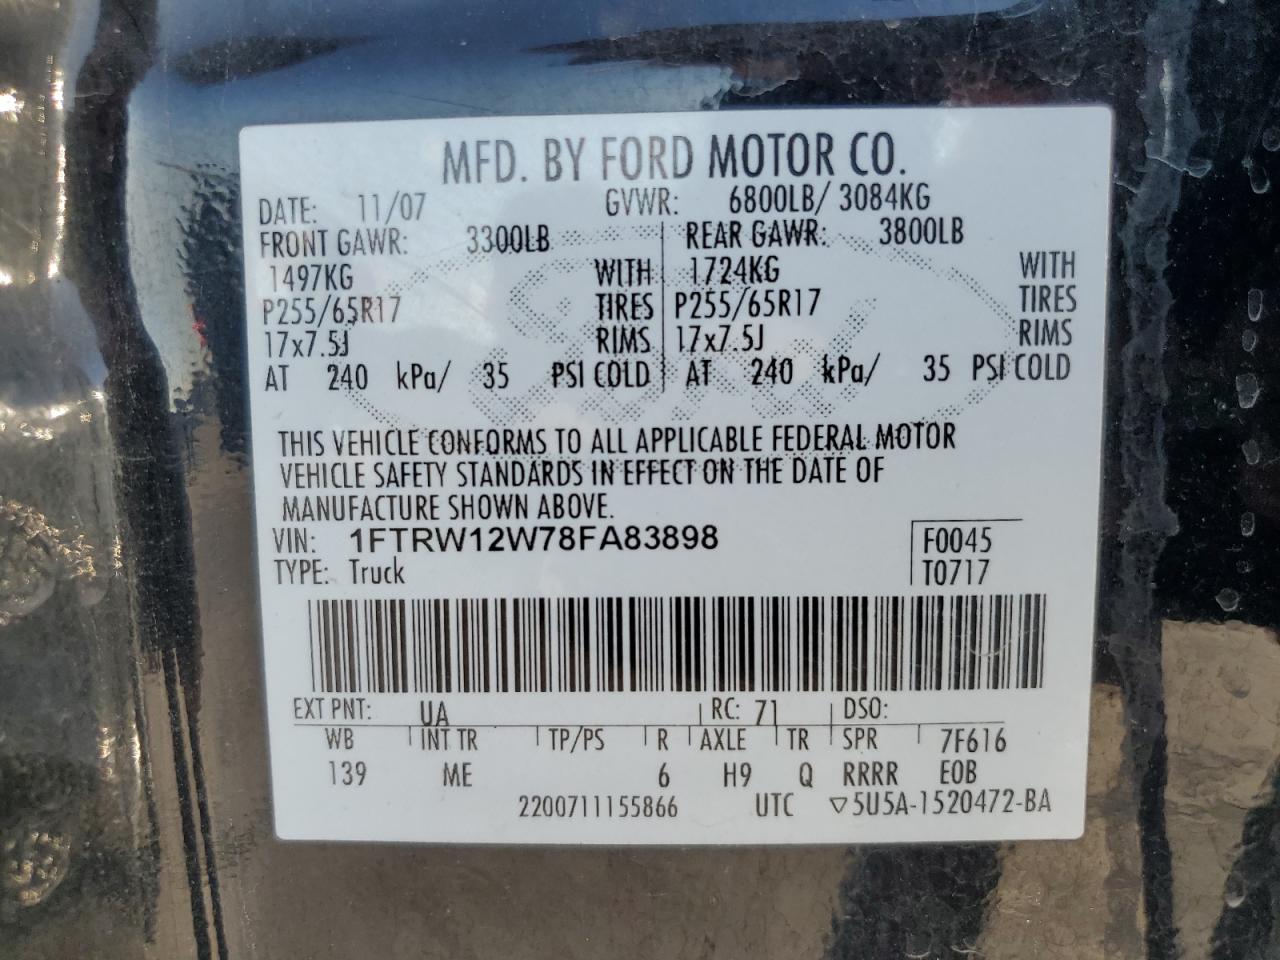 MFD. BY FORD MOTOR CO.
DATE: 11/07 GVWR: 6800LB/ 3084KG
FRONT GAWR: 3300LB REAR GAWR: 3800LB
1497KG WITH 1724KG WITH
P255/65R17 TIRES P255/65R17 TIRES
17x7.5J RIMS 17x7.5J RIMS
AT 240 kPa/ 35 PSI COLD AT 240 kPa/ 35 PSI COLD
THIS VEHICLE CONFORMS TO ALL APPLICABLE FEDERAL MOTOR
VEHICLE SAFETY STANDARDS IN EFFECT ON THE DATE OF
MANUFACTURE SHOWN ABOVE.
VIN: 1FTRW12W78FA83898 F0045
TYPE: Truck T0717
EXT PNT: UA RC: 71 DSO:
WB INT TR TP/PS R AXLE TR SPR 7F616
139 ME 6 H9 Q RRRR E0B
2200711155866 UTC ▽5U5A-1520472-BA